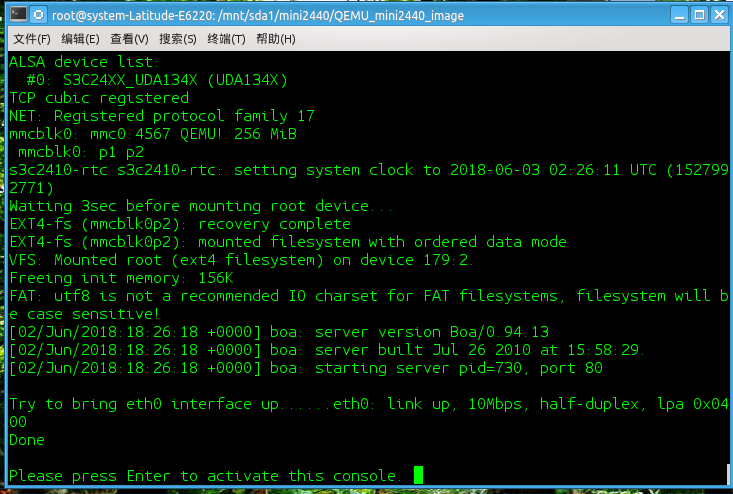 root@system-Latitude-E6220: /mnt/sda1/mini2440/QEMU_mini2440_image
文件(F) 编辑(E) 查看(V) 搜索(S) 终端(T) 帮助(H)
ALSA device list:
  #0: S3C24XX_UDA134X (UDA134X)
TCP cubic registered
NET: Registered protocol family 17
mmcblk0: mmc0:4567 QEMU! 256 MiB
 mmcblk0: p1 p2
s3c2410-rtc s3c2410-rtc: setting system clock to 2018-06-03 02:26:11 UTC (152799
2771)
Waiting 3sec before mounting root device...
EXT4-fs (mmcblk0p2): recovery complete
EXT4-fs (mmcblk0p2): mounted filesystem with ordered data mode
VFS: Mounted root (ext4 filesystem) on device 179:2.
Freeing init memory: 156K
FAT: utf8 is not a recommended IO charset for FAT filesystems, filesystem will b
e case sensitive!
[02/Jun/2018:18:26:18 +0000] boa: server version Boa/0.94.13
[02/Jun/2018:18:26:18 +0000] boa: server built Jul 26 2010 at 15:58:29.
[02/Jun/2018:18:26:18 +0000] boa: starting server pid=730, port 80
Try to bring eth0 interface up......eth0: link up, 10Mbps, half-duplex, lpa 0x04
00
Done
Please press Enter to activate this console.